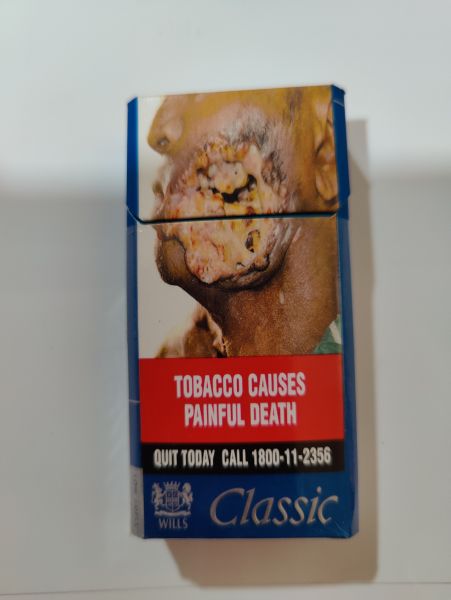 TOBACCO CAUSES
PAINFUL DEATH
QUIT TODAY CALL 1800-11-2356
WILLS
Classic